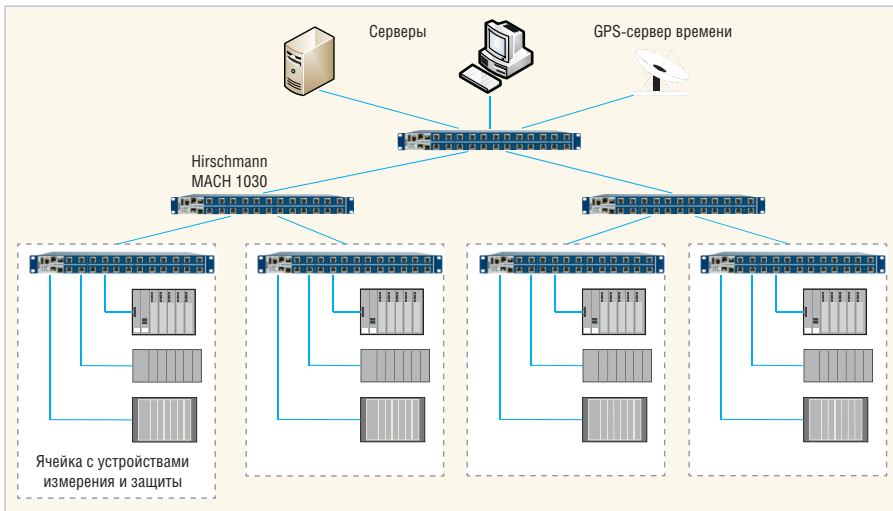 Серверы
GPS-сервер времени
Hirschmann
MACH 1030
Ячейка с устройствами
измерения и защиты